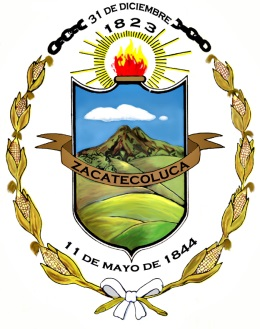 31 DE DICIEMBRE
1823
ZACATECOLUCA
11 DE MAYO DE 1844